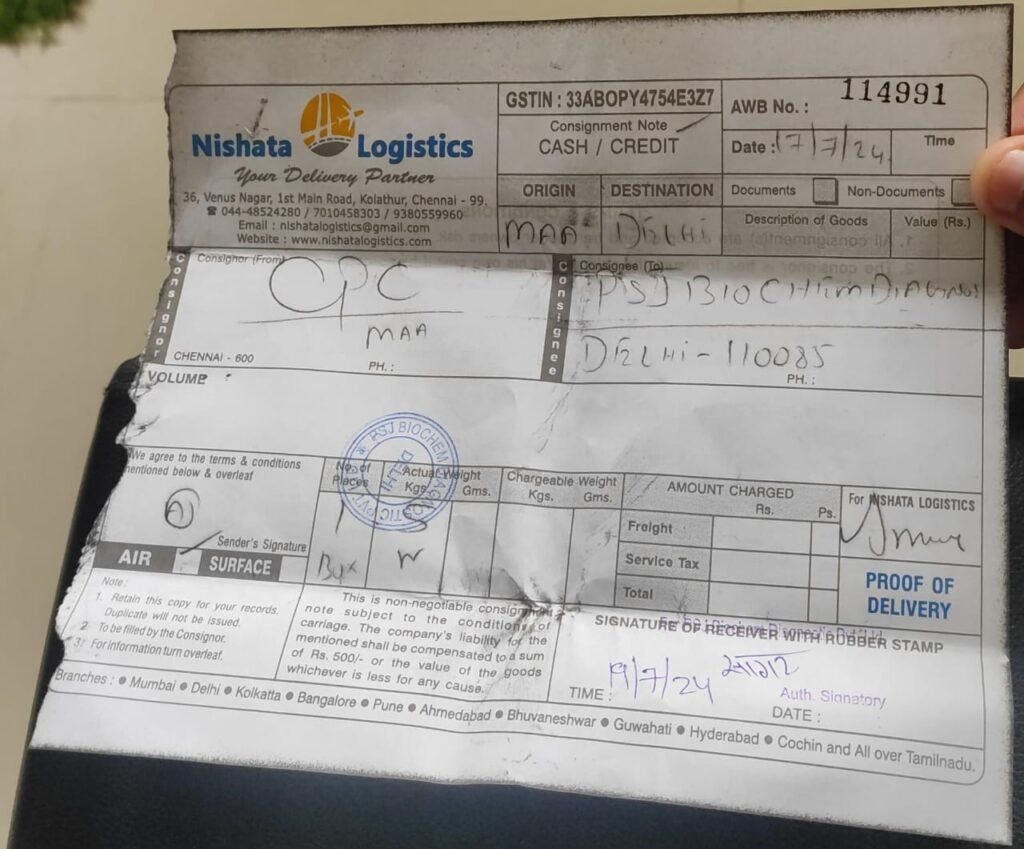 Nishata Logistics
Your Delivery Partner
36, Venus Nagar, 1st Main Road, Kolathur, Chennai - 99.
☎ 044-48524280 / 7010458303 / 9380559960
Email : nishatalogistics@gmail.com
Website : www.nishatalogistics.com
GSTIN : 33ABOPY4754E3Z7
Consignment Note
CASH / CREDIT
AWB No. : 114991
Date : 17/7/24
Time
ORIGIN
DESTINATION
MAA
DELHI
Documents
Non-Documents
Description of Goods
Value (Rs.)
Consignor
Consignor (From)
OPC
MAA
CHENNAI - 600
PH. :
Consignee
Consignee (To)
PSJ BIOCHEM
DELHI - 110085
PH. :
VOLUME :
We agree to the terms & conditions
mentioned below & overleaf
Sender's Signature
AIR
SURFACE
No. of
Places
Actual Weight
Kgs. Gms.
Chargeable Weight
Kgs. Gms.
1
Box
W
PSJ BIOCHEM
DELHI
AMOUNT CHARGED
Rs. Ps.
Freight
Service Tax
Total
For NISHATA LOGISTICS
PROOF OF
DELIVERY
Note :
1. Retain this copy for your records.
Duplicate will not be issued.
2 To be filled by the Consignor.
3) For information turn overleaf.
This is non-negotiable consignment
note subject to the conditions of
carriage. The company's liability for the
mentioned shall be compensated to a sum
of Rs. 500/- or the value of the goods
whichever is less for any cause.
SIGNATURE OF RECEIVER WITH RUBBER STAMP
19/7/24 सागर
Auth. Signatory
TIME :
DATE :
Branches : ● Mumbai ● Delhi ● Kolkatta ● Bangalore ● Pune ● Ahmedabad ● Bhuvaneshwar ● Guwahati ● Hyderabad ● Cochin and All over Tamilnadu.